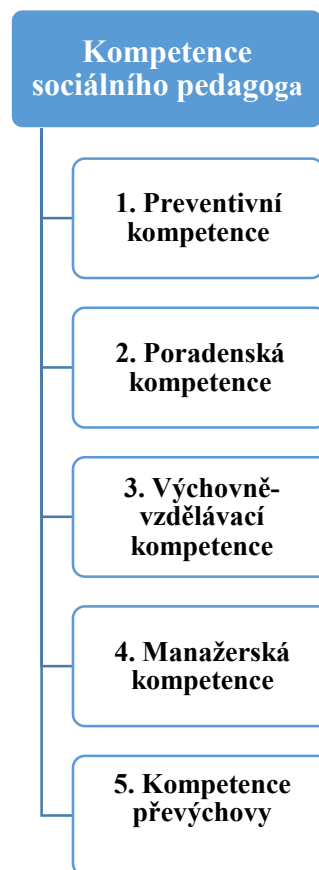 Kompetence
sociálního pedagoga
1. Preventivní
kompetence
2. Poradenská
kompetence
3. Výchovně-
vzdělávací
kompetence
4. Manažerská
kompetence
5. Kompetence
převýchovy